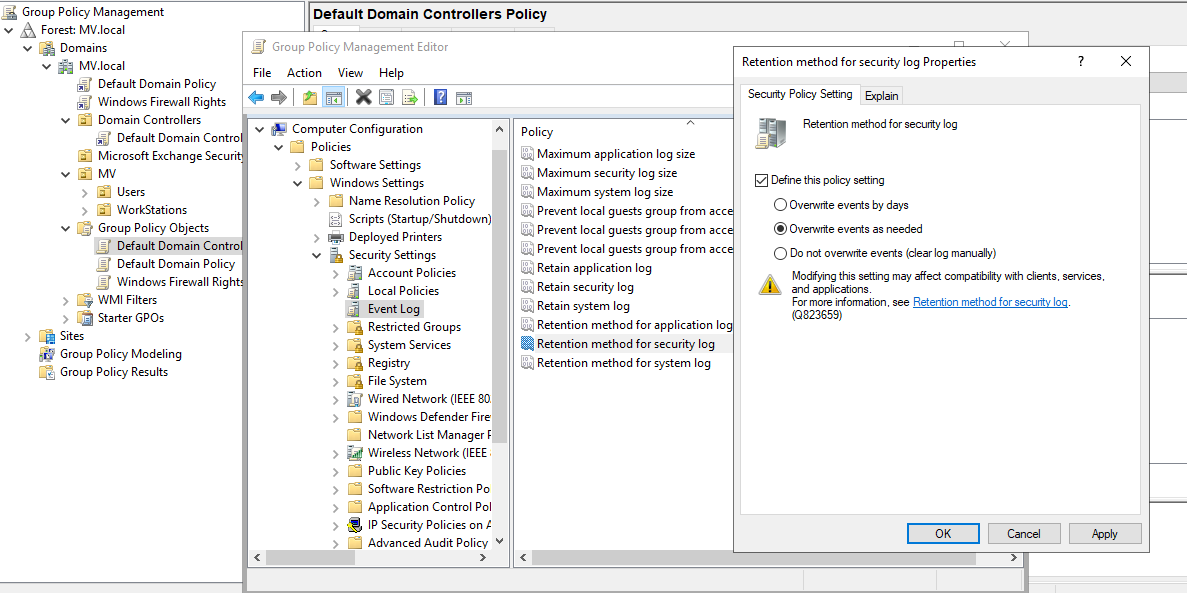 Group Policy Management
Forest: MV.local
Domains
MV.local
Default Domain Policy
Windows Firewall Rights
Domain Controllers
Default Domain Control
Microsoft Exchange Security
MV
Users
WorkStations
Group Policy Objects
Default Domain Control
Default Domain Policy
Windows Firewall Rights
WMI Filters
Starter GPOs
Sites
Group Policy Modeling
Group Policy Results
Default Domain Controllers Policy
Group Policy Management Editor
File Action View Help
Computer Configuration
Policies
Software Settings
Windows Settings
Name Resolution Policy
Scripts (Startup/Shutdown)
Deployed Printers
Security Settings
Account Policies
Local Policies
Event Log
Restricted Groups
System Services
Registry
File System
Wired Network (IEEE 80
Windows Defender Fire
Network List Manager P
Wireless Network (IEEE
Public Key Policies
Software Restriction Po
Application Control Pol
IP Security Policies on A
Advanced Audit Policy
Policy
Maximum application log size
Maximum security log size
Maximum system log size
Prevent local guests group from acce
Prevent local guests group from acce
Prevent local guests group from acce
Retain application log
Retain security log
Retain system log
Retention method for application log
Retention method for security log
Retention method for system log
Retention method for security log Properties
?
Security Policy Setting Explain
Retention method for security log
Define this policy setting
Overwrite events by days
Overwrite events as needed
Do not overwrite events (clear log manually)
Modifying this setting may affect compatibility with clients, services,
and applications.
For more information, see Retention method for security log.
(Q823659)
OK Cancel Apply